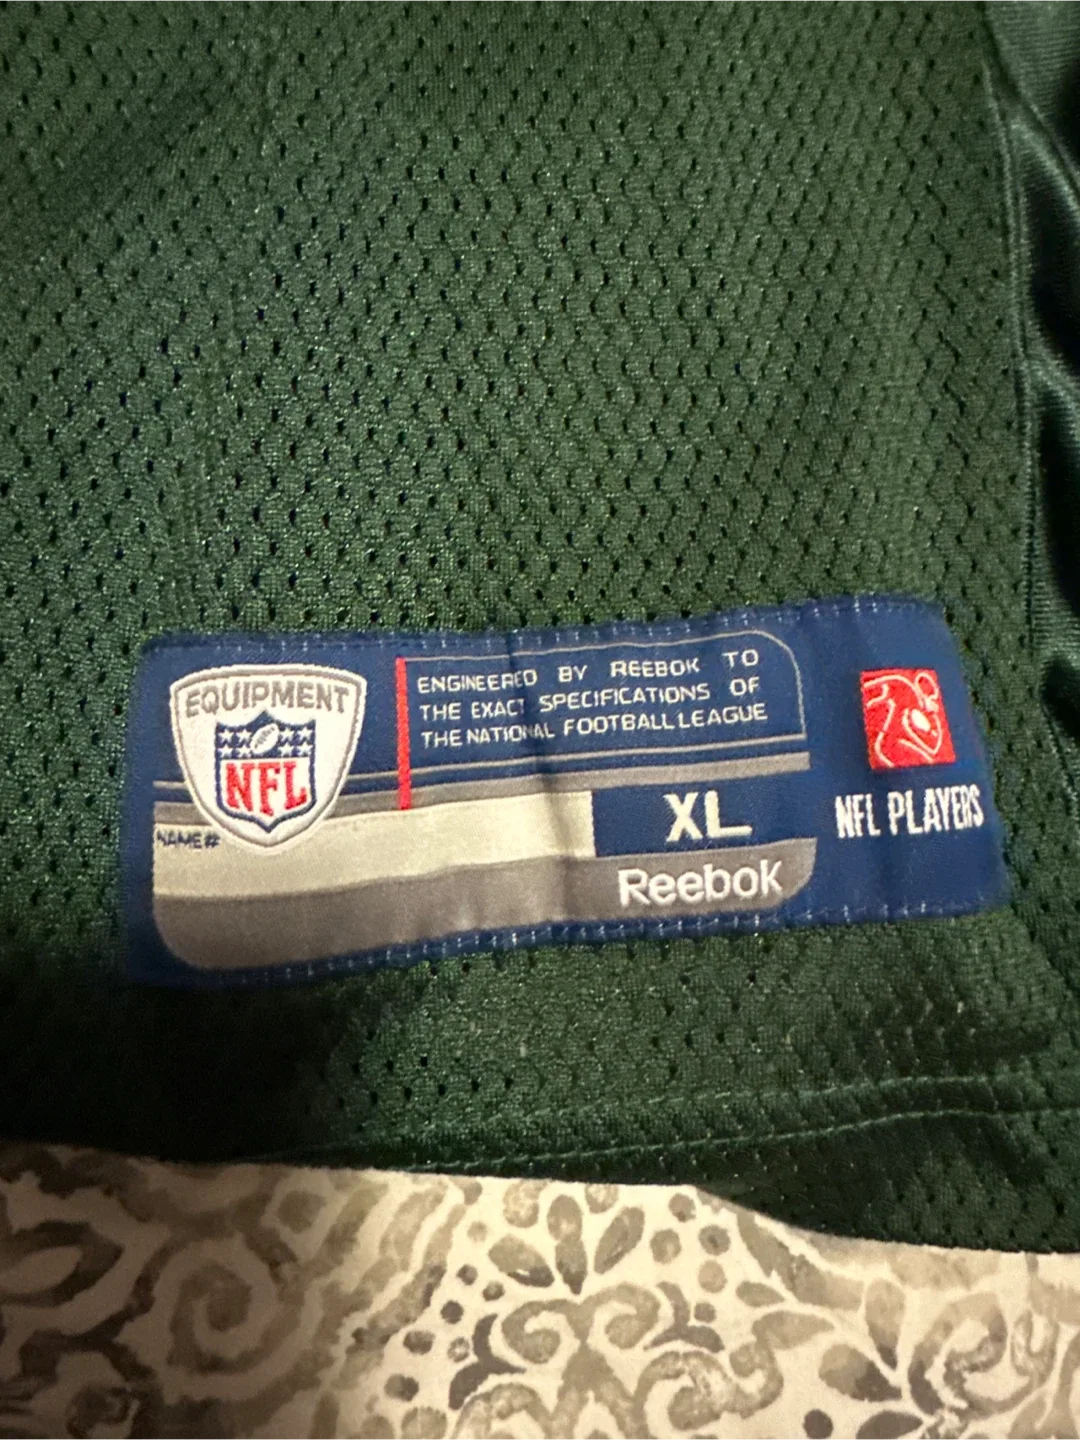 EQUIPMENT
NFL
ENGINEERED BY REEBOK TO
THE EXACT SPECIFICATIONS OF
THE NATIONAL FOOTBALL LEAGUE
NAME#
XL
Reebok
NFL PLAYERS